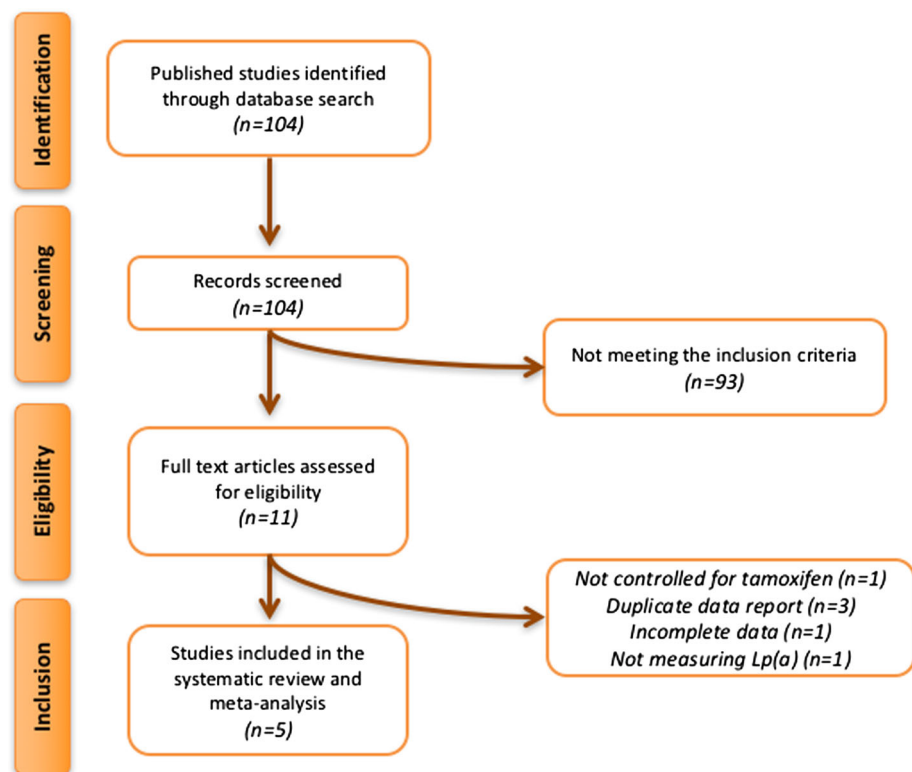 Identification
Published studies identified
through database search
(n=104)
Screening
Records screened
(n=104)
Not meeting the inclusion criteria
(n=93)
Eligibility
Full text articles assessed
for eligibility
(n=11)
Not controlled for tamoxifen (n=1)
Duplicate data report (n=3)
Incomplete data (n=1)
Not measuring Lp(a) (n=1)
Inclusion
Studies included in the
systematic review and
meta-analysis
(n=5)